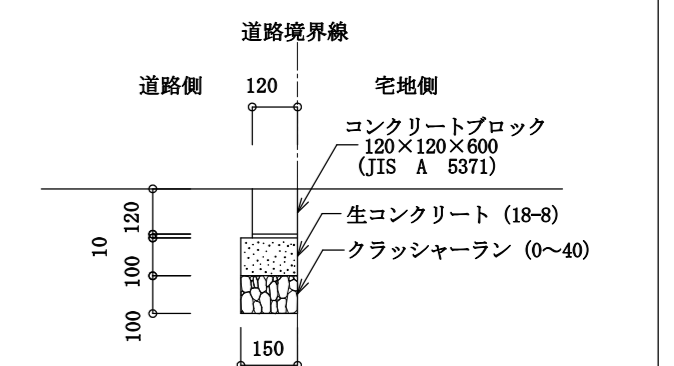 道路境界線
道路側
120
宅地側
コンクリートブロック
120×120×600
(JIS A 5371)
120
生コンクリート (18-8)
10
クラッシャーラン (0〜40)
100
100
150